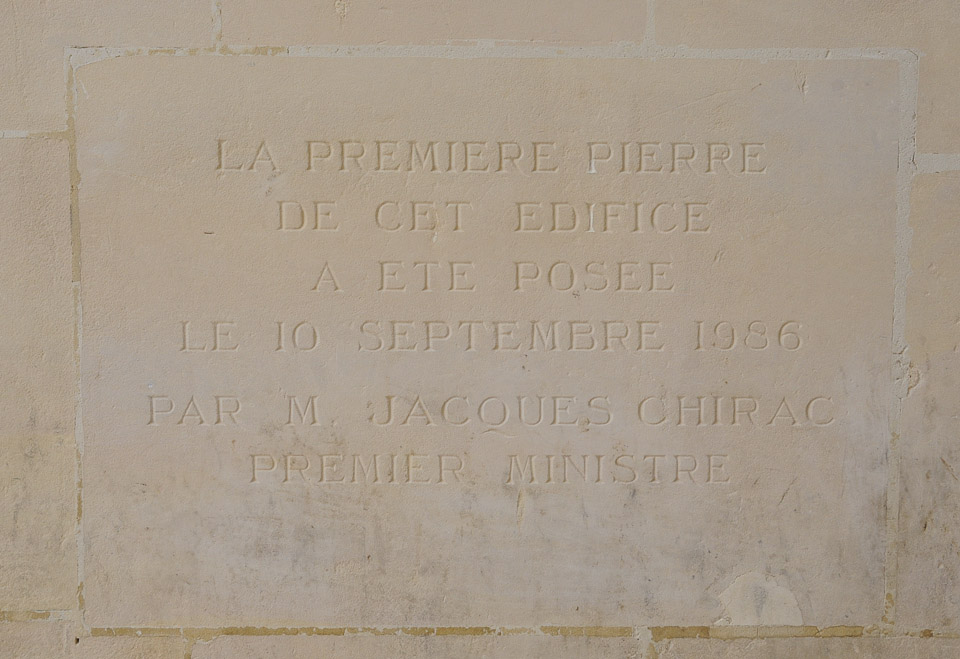 LA PREMIERE PIERRE
DE CET EDIFICE
A ETE POSEE
LE 10 SEPTEMBRE 1986
PAR M. JACQUES CHIRAC
PREMIER MINISTRE